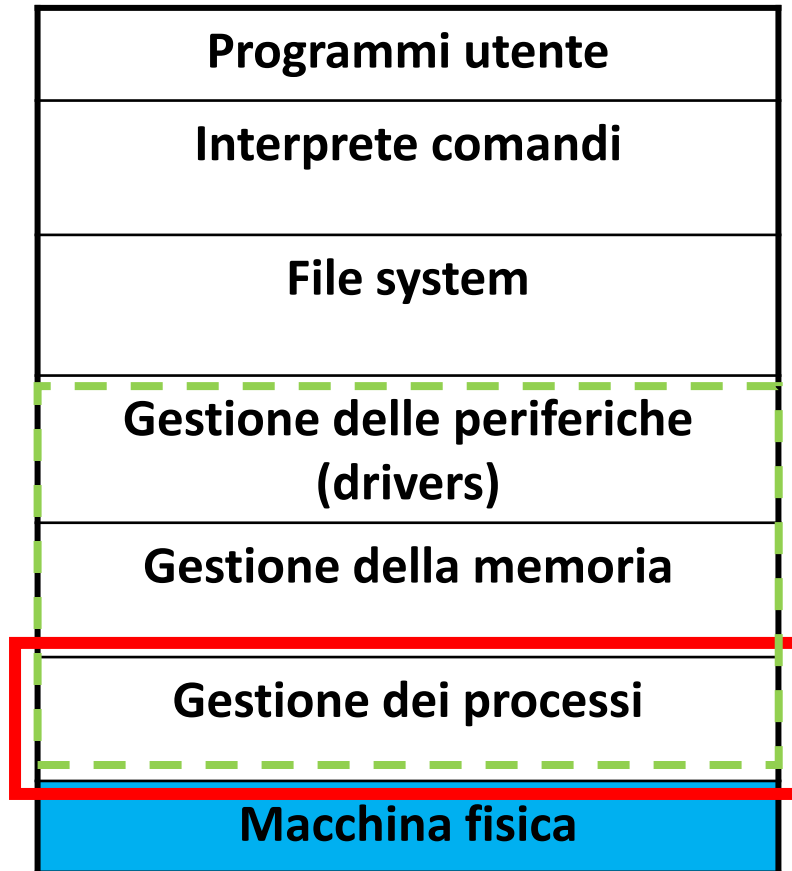 Programmi utente
Interprete comandi
File system
Gestione delle periferiche
(drivers)
Gestione della memoria
Gestione dei processi
Macchina fisica